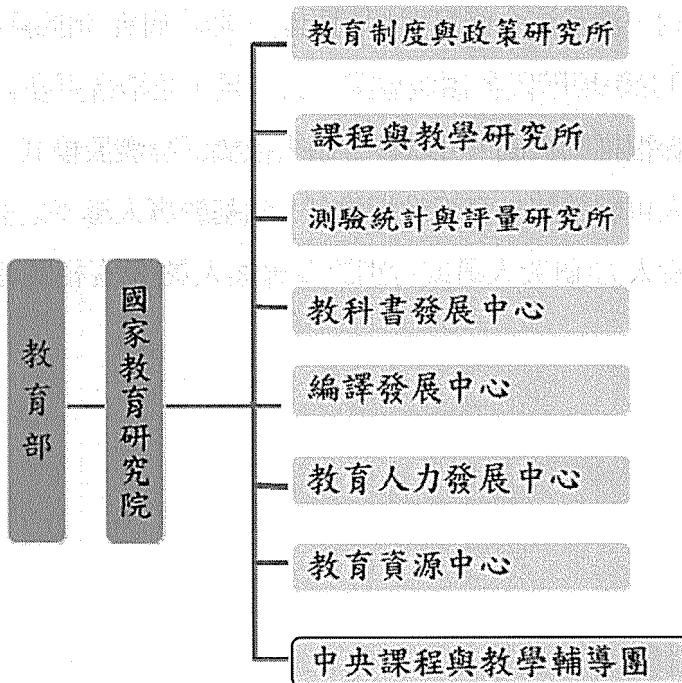 教育部
國家教育研究院
教育制度與政策研究所
課程與教學研究所
測驗統計與評量研究所
教科書發展中心
編譯發展中心
教育人力發展中心
教育資源中心
中央課程與教學輔導團